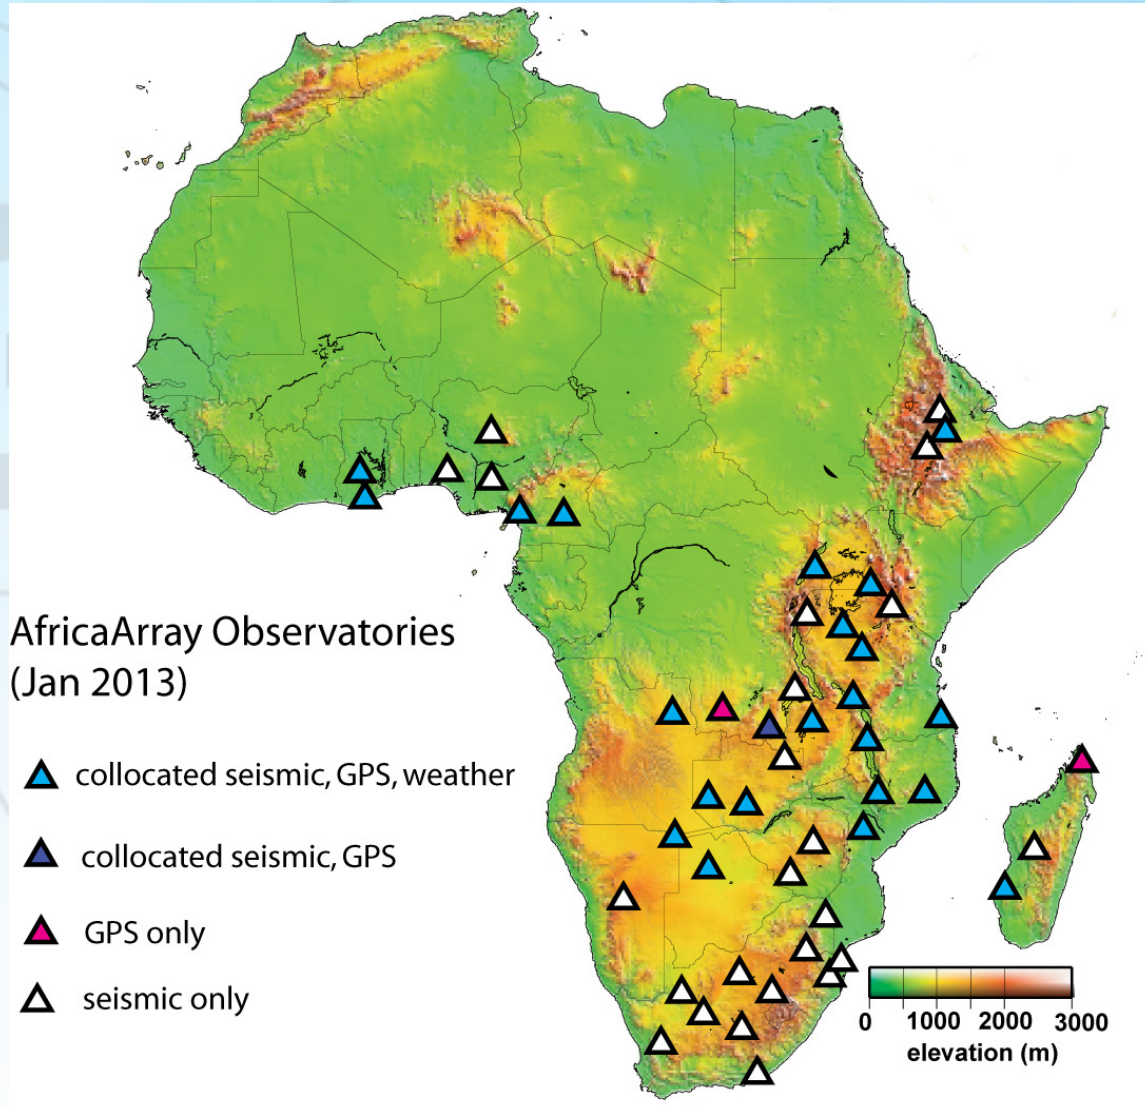 AfricaArray Observatories
(Jan 2013)
collocated seismic, GPS, weather
collocated seismic, GPS
GPS only
seismic only
0 1000 2000 3000
elevation (m)